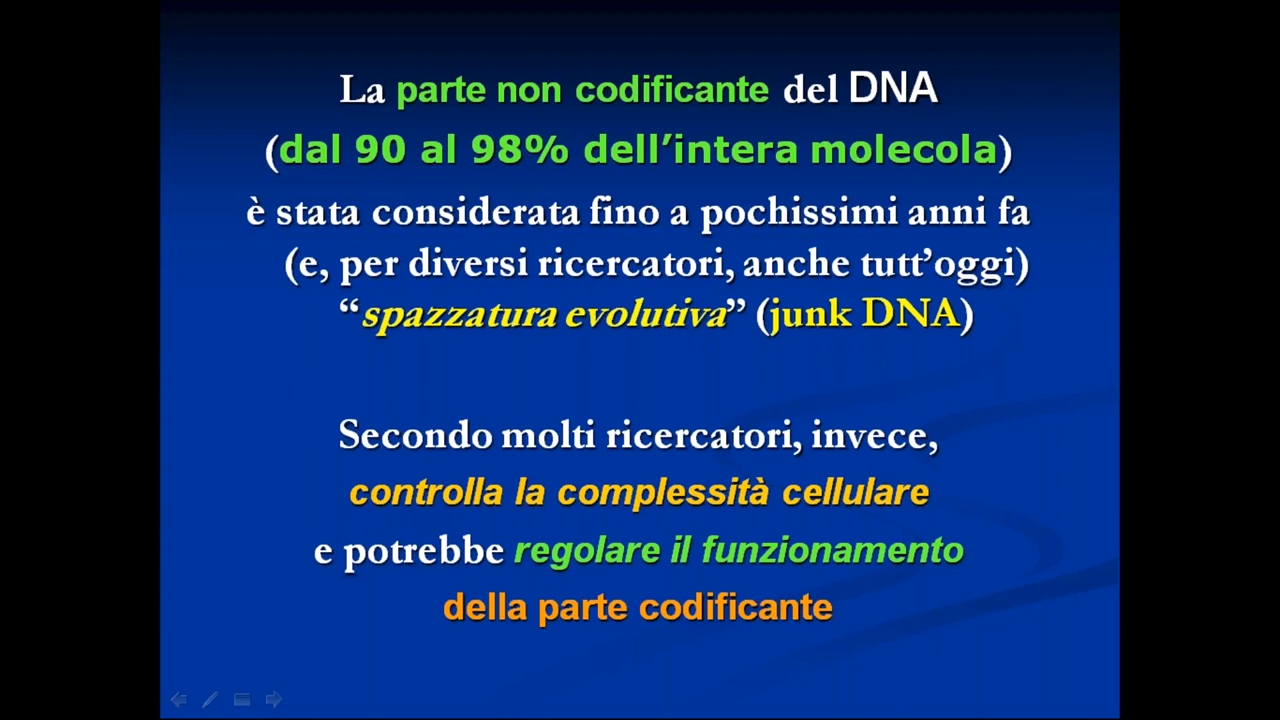 La parte non codificante del DNA
(dal 90 al 98% dell’intera molecola)
è stata considerata fino a pochissimi anni fa
(e, per diversi ricercatori, anche tutt’oggi)
“spazzatura evolutiva” (junk DNA)
Secondo molti ricercatori, invece,
controlla la complessità cellulare
e potrebbe regolare il funzionamento
della parte codificante